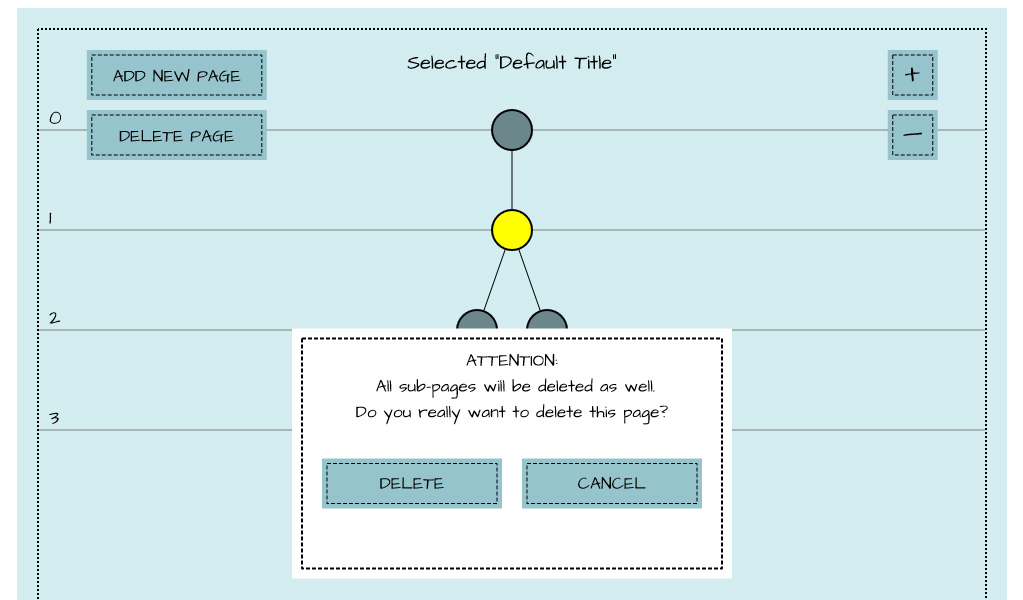 Selected "Default Title"
ADD NEW PAGE
+
0
DELETE PAGE
—
1
2
3
ATTENTION:
All sub-pages will be deleted as well.
Do you really want to delete this page?
DELETE
CANCEL